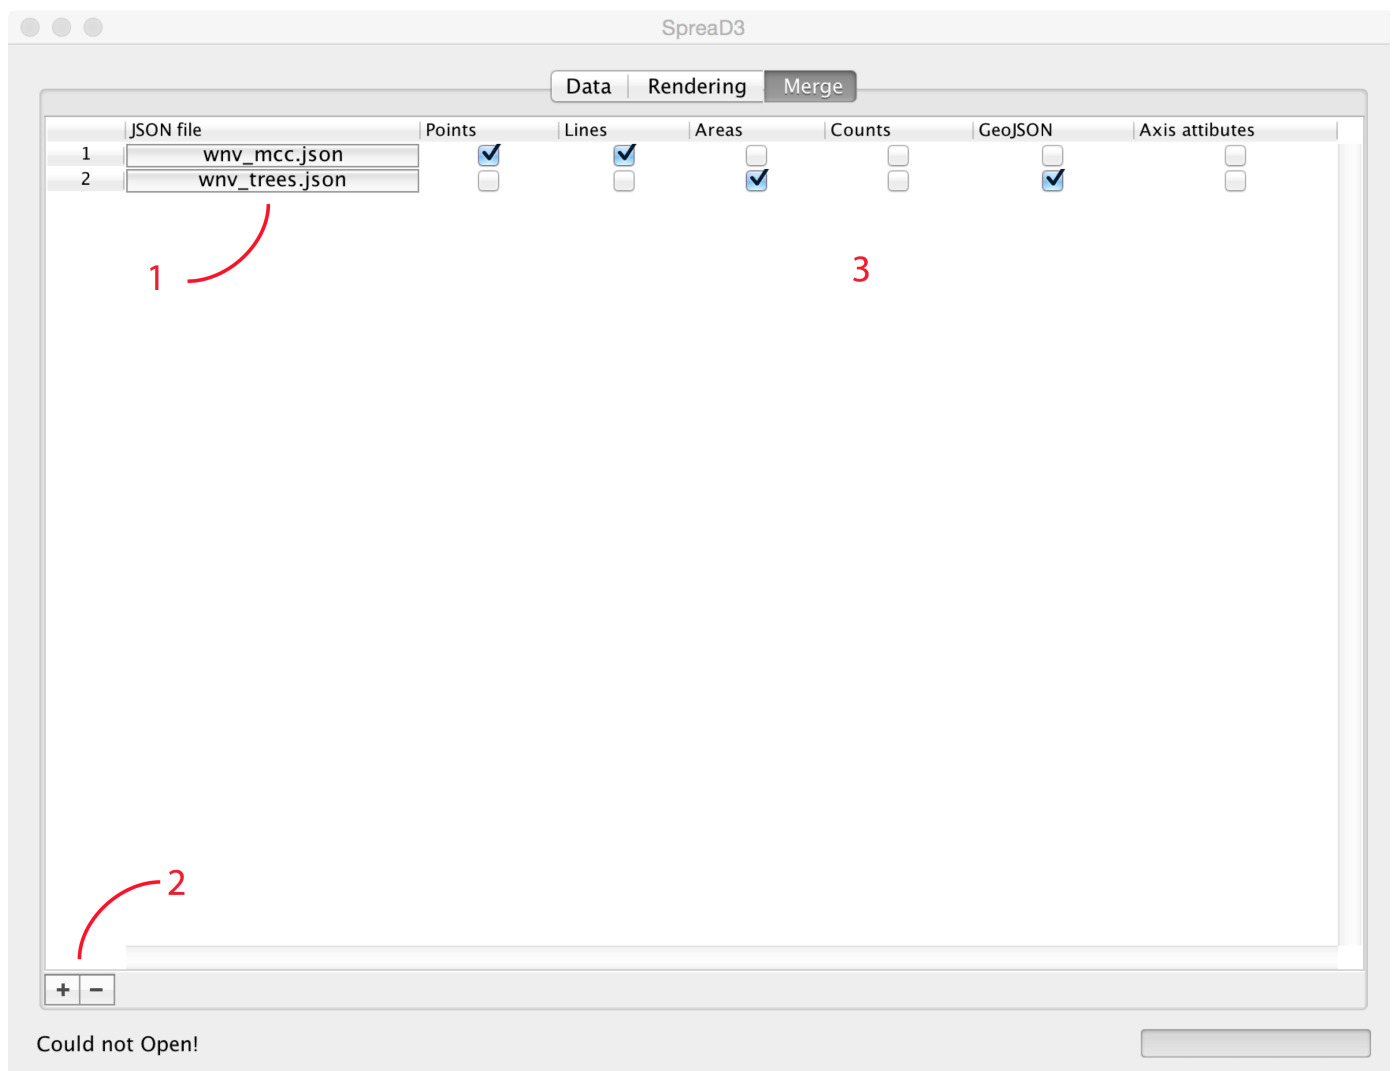 SpreaD3
Data Rendering Merge
JSON file Points Lines Areas Counts GeoJSON Axis attibutes
1 wnv_mcc.json
2 wnv_trees.json
1
3
2
+ −
Could not Open!